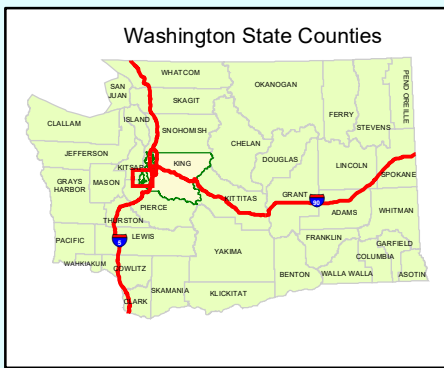 Washington State Counties
WHATCOM
SAN
JUAN
SKAGIT
OKANOGAN
PEND OREILLE
FERRY
STEVENS
ISLAND
CLALLAM
SNOHOMISH
CHELAN
JEFFERSON
DOUGLAS
KITSAP
KING
LINCOLN
SPOKANE
GRAYS
HARBOR
MASON
GRANT
90
KITTITAS
PIERCE
ADAMS
WHITMAN
THURSTON
PACIFIC
5
LEWIS
FRANKLIN
GARFIELD
YAKIMA
COLUMBIA
WAHKIAKUM
COWLITZ
BENTON
WALLA WALLA
ASOTIN
SKAMANIA
KLICKITAT
CLARK